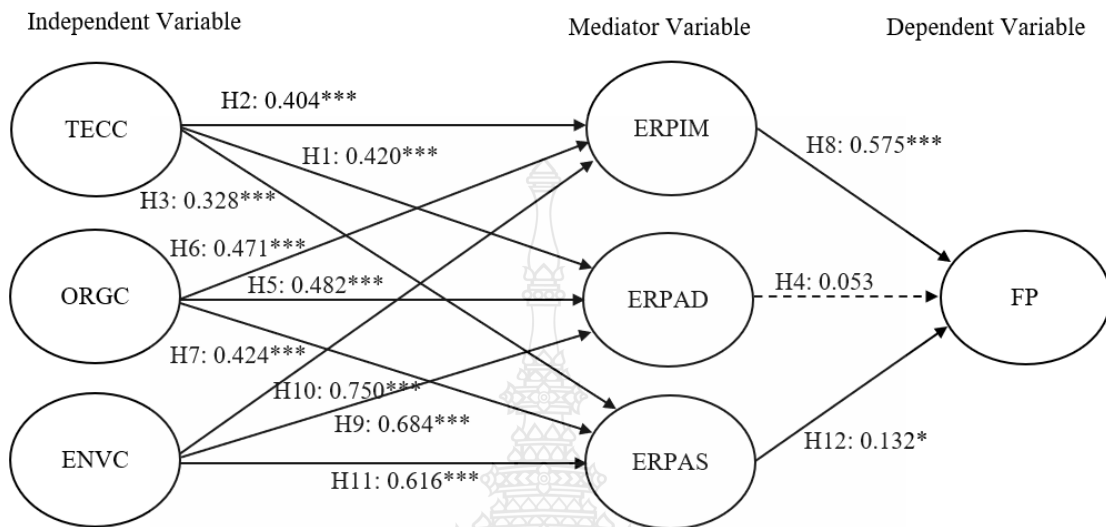 Independent Variable
Mediator Variable
Dependent Variable
TECC
H2: 0.404***
ERPIM
H1: 0.420***
H8: 0.575***
H3: 0.328***
H6: 0.471***
ORGC
H5: 0.482***
ERPAD
H4: 0.053
FP
H7: 0.424***
H10: 0.750***
H9: 0.684***
ENVC
H11: 0.616***
ERPAS
H12: 0.132*